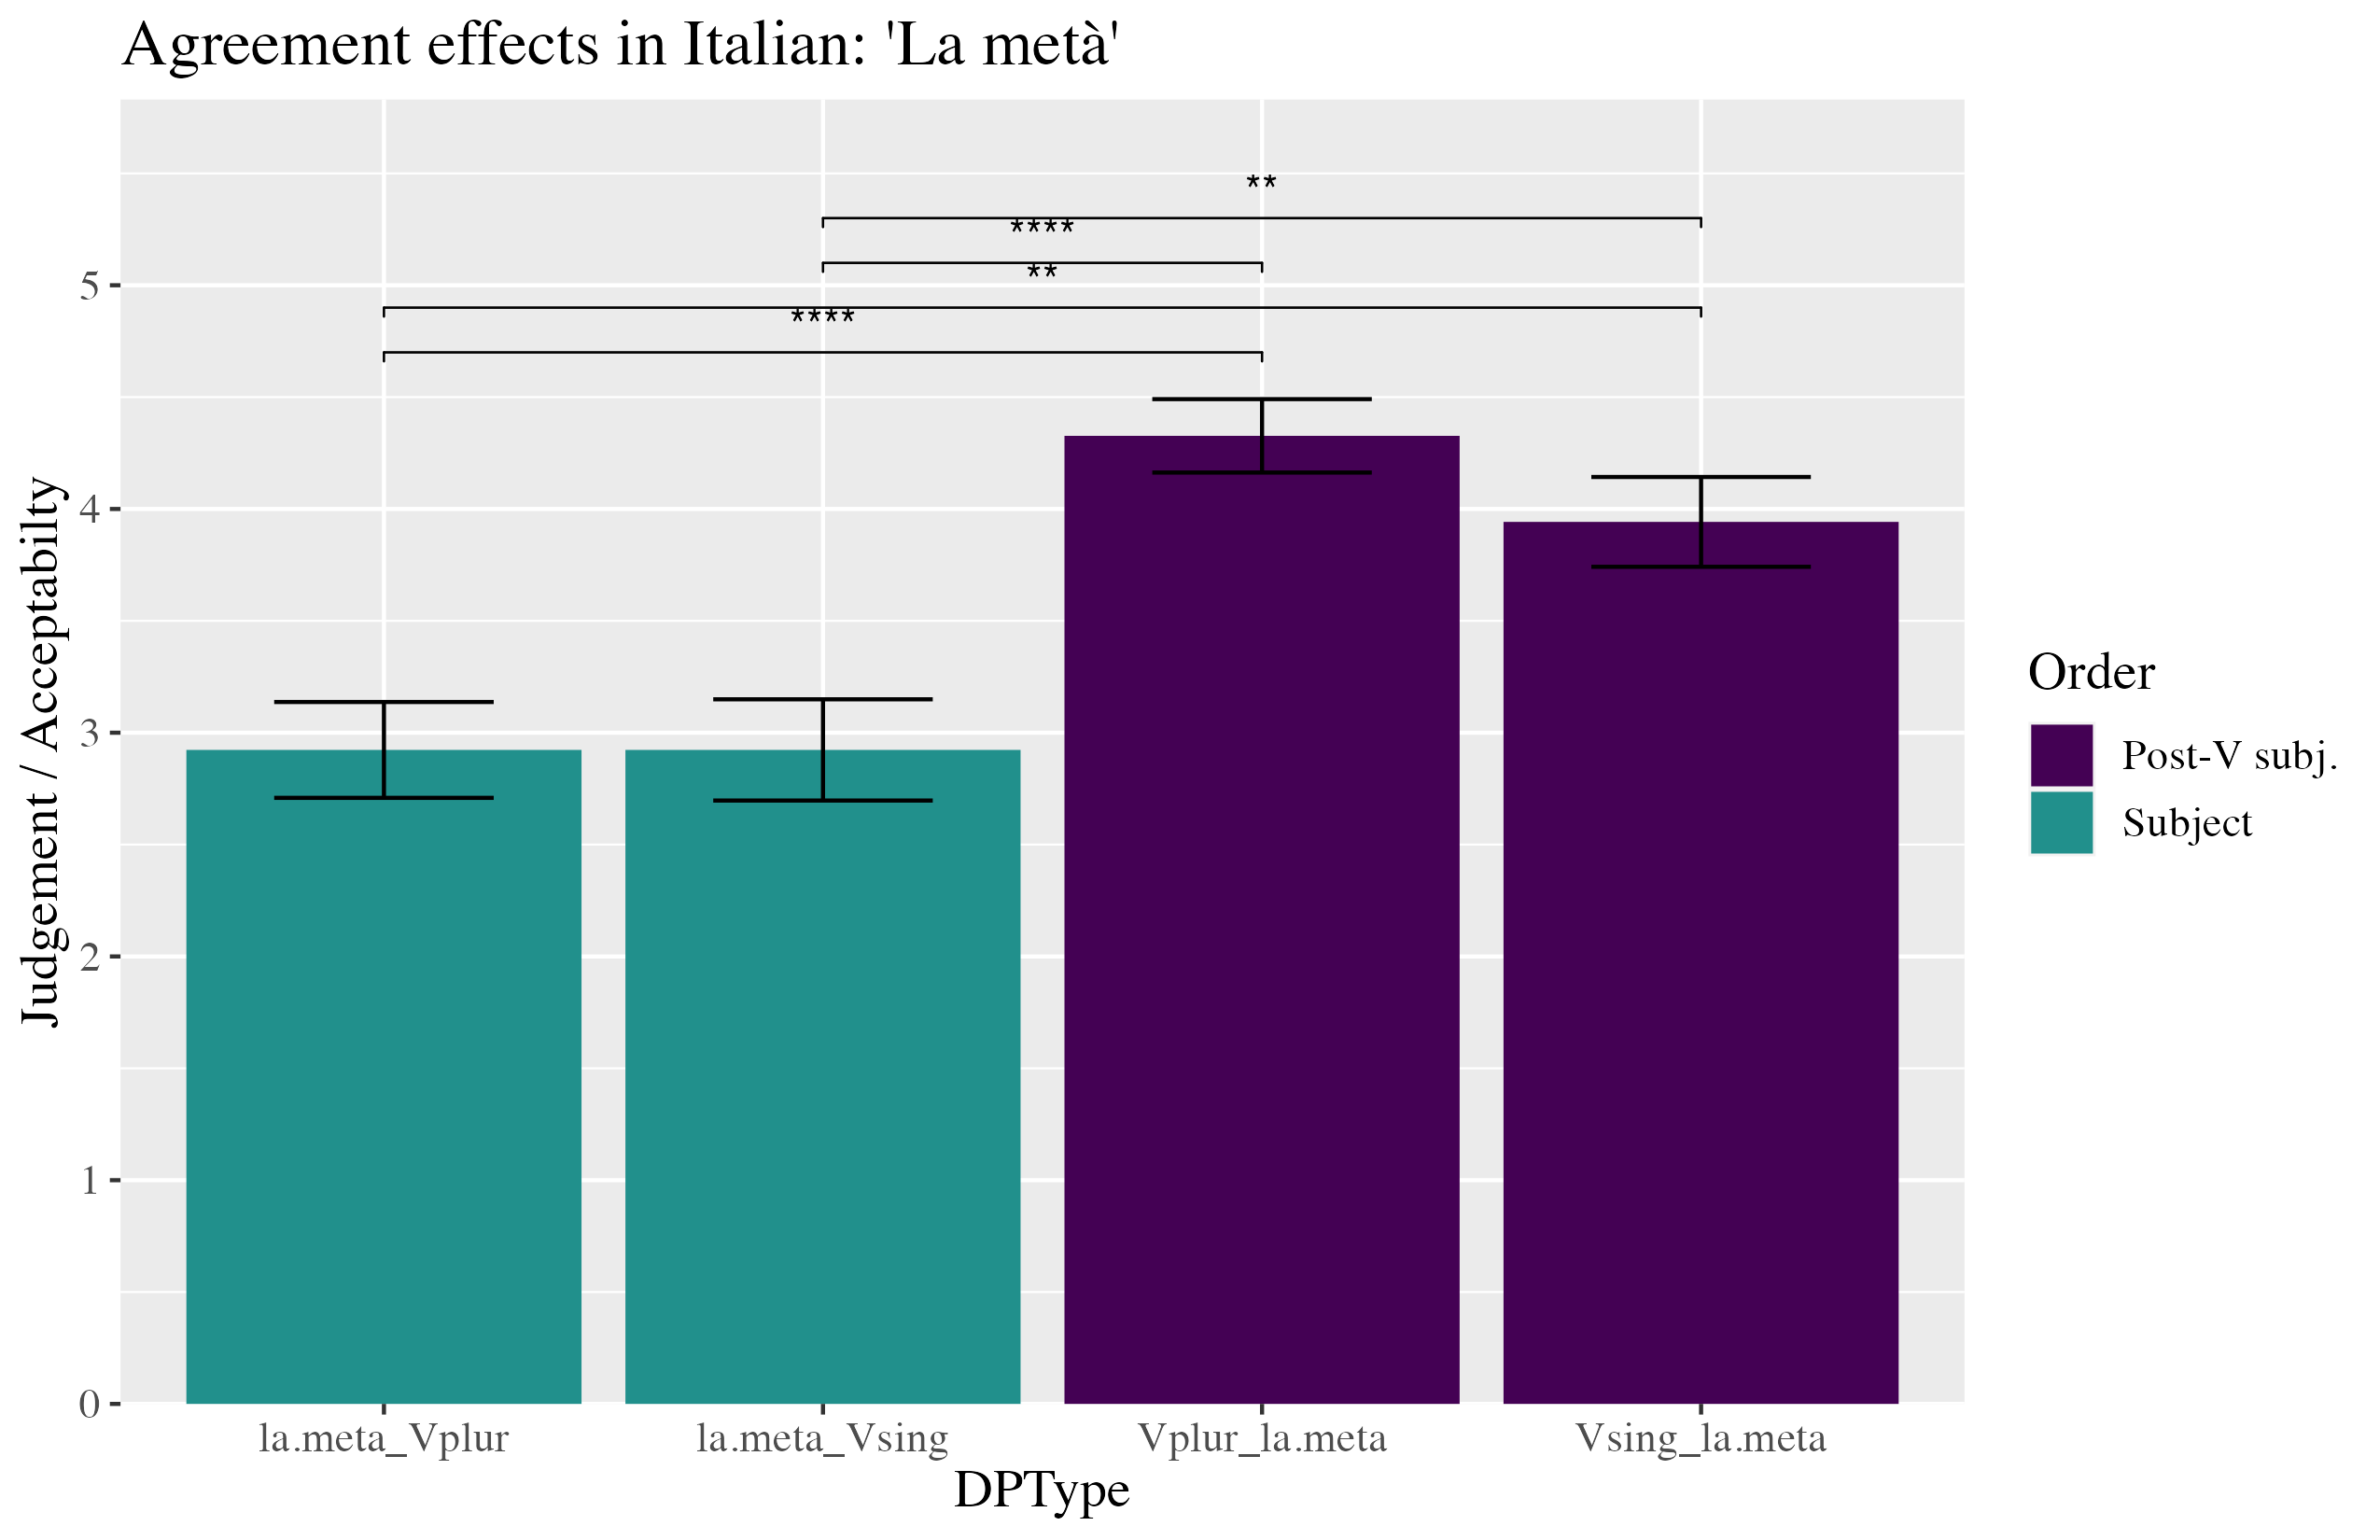 Agreement effects in Italian: 'La metà'
**
****
**
****
5
4
3
2
1
0
Judgement / Acceptabilty
la.meta_Vplur
la.meta_Vsing
Vplur_la.meta
Vsing_la.meta
DPType
Order
Post-V subj.
Subject